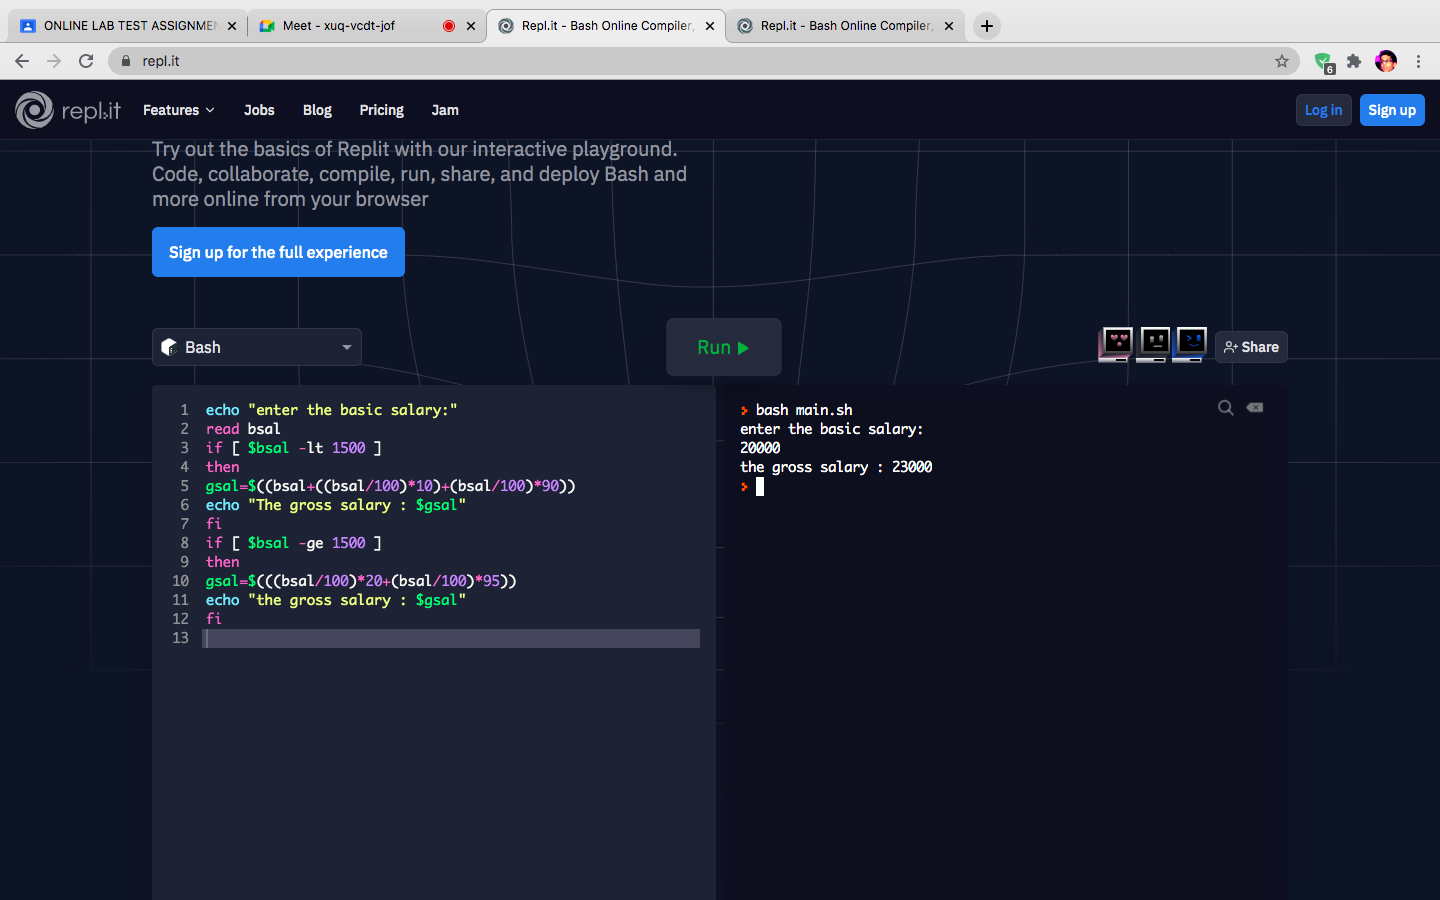 ONLINE LAB TEST ASSIGNMEN
Meet - xuq-vcdt-jof
Repl.it - Bash Online Compiler,
Repl.it - Bash Online Compiler,
repl.it
6
repl.it
Features
Jobs
Blog
Pricing
Jam
Log in
Sign up
Try out the basics of Replit with our interactive playground.
Code, collaborate, compile, run, share, and deploy Bash and
more online from your browser
Sign up for the full experience
Bash
Run
Share
1 echo "enter the basic salary:"
2 read bsal
3 if [ $bsal -lt 1500 ]
4 then
5 gsal=$((bsal+((bsal/100)*10)+(bsal/100)*90))
6 echo "The gross salary : $gsal"
7 fi
8 if [ $bsal -ge 1500 ]
9 then
10 gsal=$(((bsal/100)*20+(bsal/100)*95))
11 echo "the gross salary : $gsal"
12 fi
13
bash main.sh
enter the basic salary:
20000
the gross salary : 23000